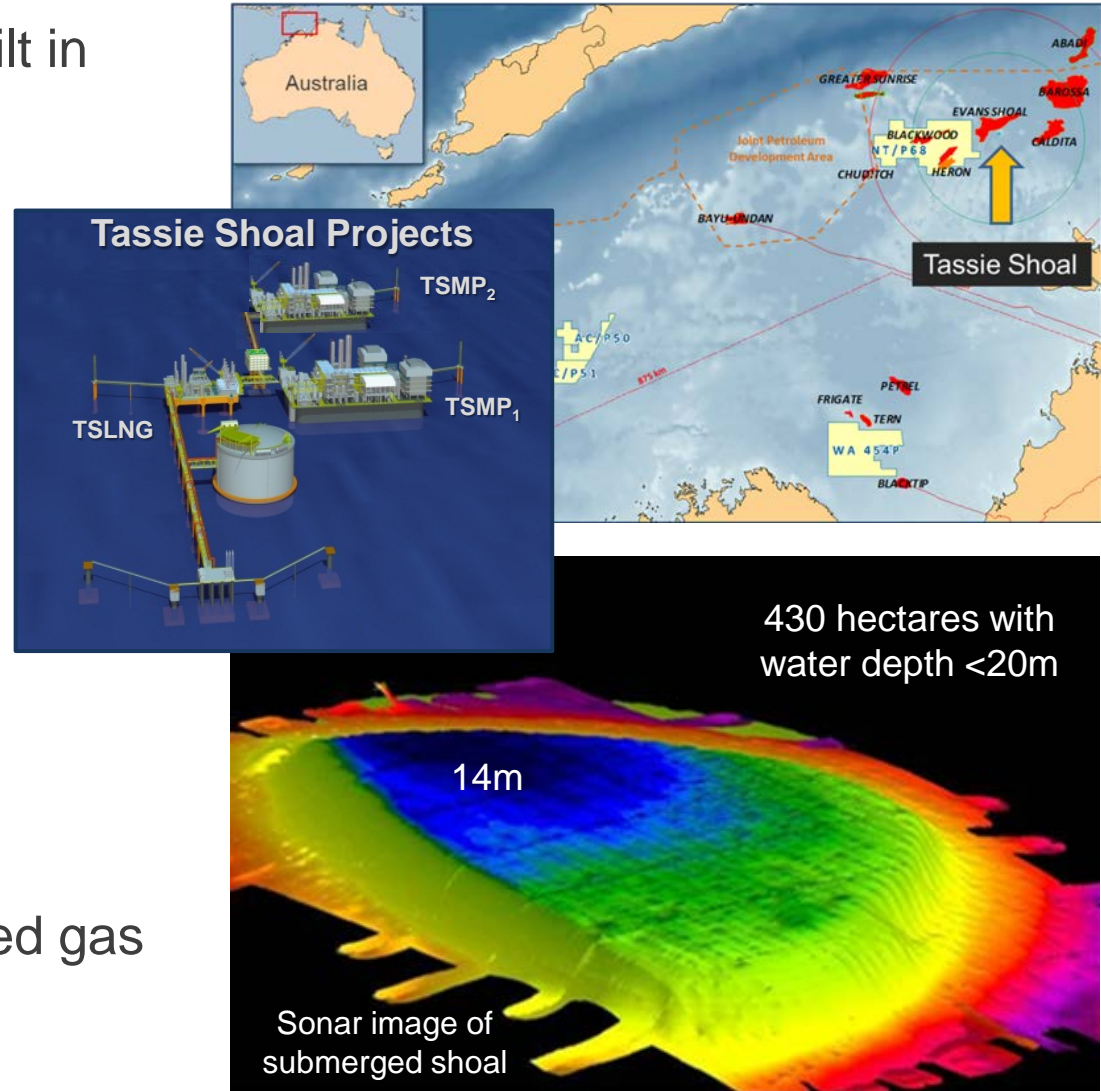 ilt in
Australia
ABADI
GREATER SUNRISE
BAROSSA
EVANS SHOAL
BLACKWOOD
Joint Petroleum
Development Area
NT/P68
CALDITA
CHUDITCH
HERON
BAYU-UNDAN
Tassie Shoal
AC/P50
C/P51
875 km
PETREL
FRIGATE
TERN
WA 454P
BLACKTIP
Tassie Shoal Projects
TSMP₂
TSMP₁
TSLNG
430 hectares with
water depth <20m
14m
ed gas
Sonar image of
submerged shoal